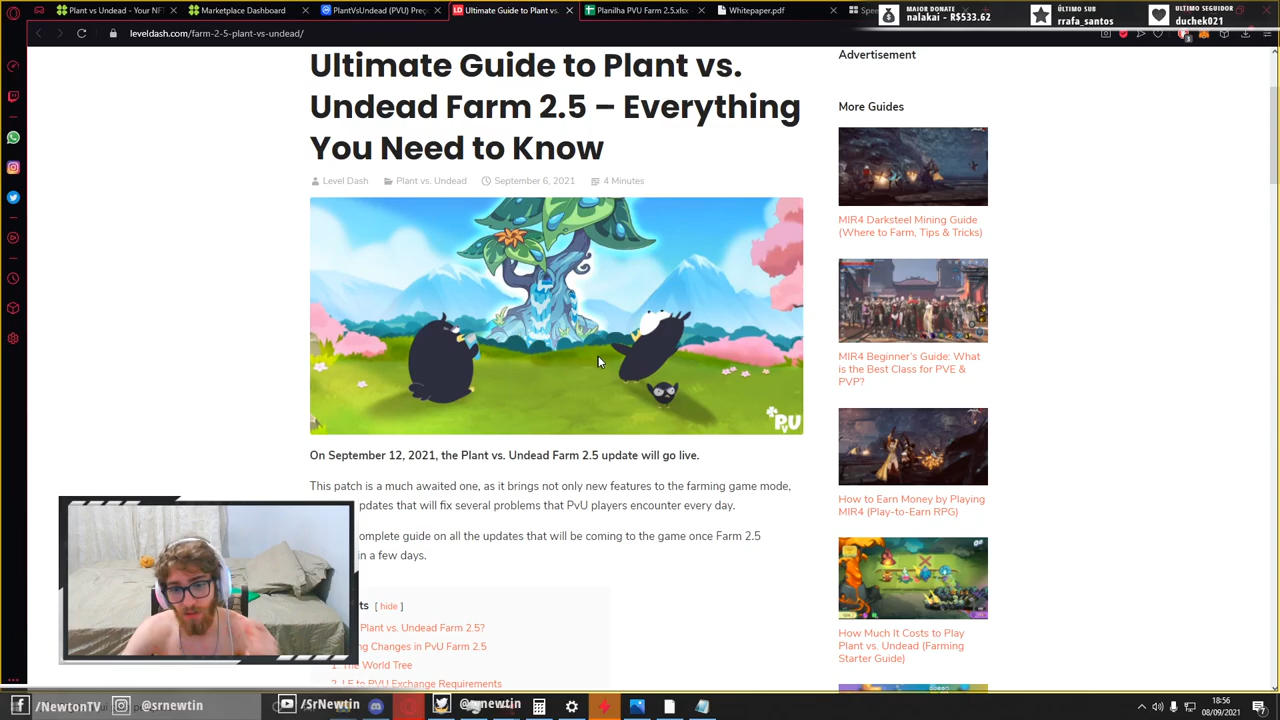 Plant vs Undead - Your NFT
Marketplace Dashboard
PlantVsUndead (PVU) Preç
Ultimate Guide to Plant vs.
Planilha PVU Farm 2.5.xlsx
Whitepaper.pdf
Spee
MAIOR DONATE
nalakai - R$533.62
ÚLTIMO SUB
rrafa_santos
ÚLTIMO SEGUIDOR
duchek021
leveldash.com/farm-2-5-plant-vs-undead/
Ultimate Guide to Plant vs.
Undead Farm 2.5 – Everything
You Need to Know
Level Dash
Plant vs. Undead
September 6, 2021
4 Minutes
PvU
On September 12, 2021, the Plant vs. Undead Farm 2.5 update will go live.
This patch is a much awaited one, as it brings not only new features to the farming game mode,
pdates that will fix several problems that PvU players encounter every day.
omplete guide on all the updates that will be coming to the game once Farm 2.5
in a few days.
ts [ hide ]
Plant vs. Undead Farm 2.5?
ng Changes in PvU Farm 2.5
1. The World Tree
2. LE to PVU Exchange Requirements
Advertisement
More Guides
MIR4 Darksteel Mining Guide
(Where to Farm, Tips & Tricks)
MIR4 Beginner's Guide: What
is the Best Class for PVE &
PVP?
How to Earn Money by Playing
MIR4 (Play-to-Earn RPG)
How Much It Costs to Play
Plant vs. Undead (Farming
Starter Guide)
/NewtonTV
@srnewtin
/SrNewtin
@srnewtin
18:56
08/09/2021